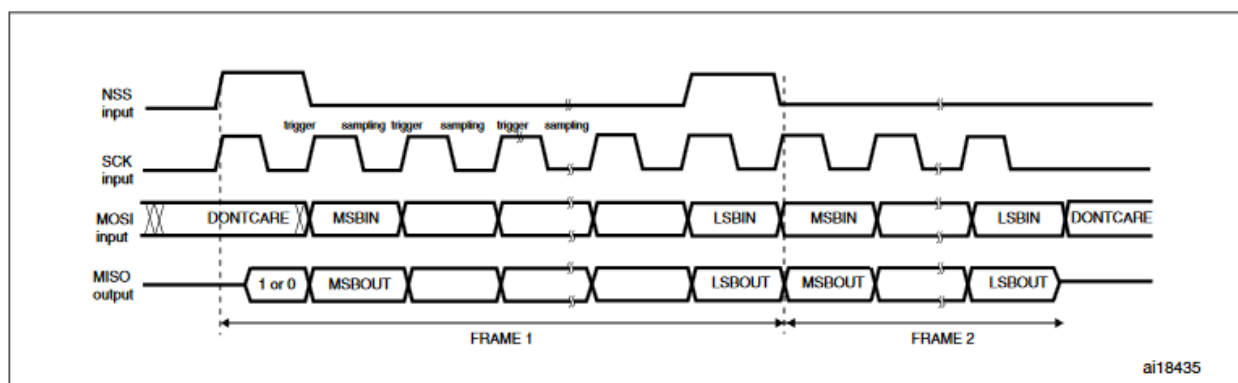 NSS
input
trigger sampling trigger sampling trigger sampling
SCK
input
MOSI
input
DONTCARE MSBIN LSBIN MSBIN LSBIN DONTCARE
MISO
output
1 or 0 MSBOUT LSBOUT MSBOUT LSBOUT
FRAME 1 FRAME 2
ai18435